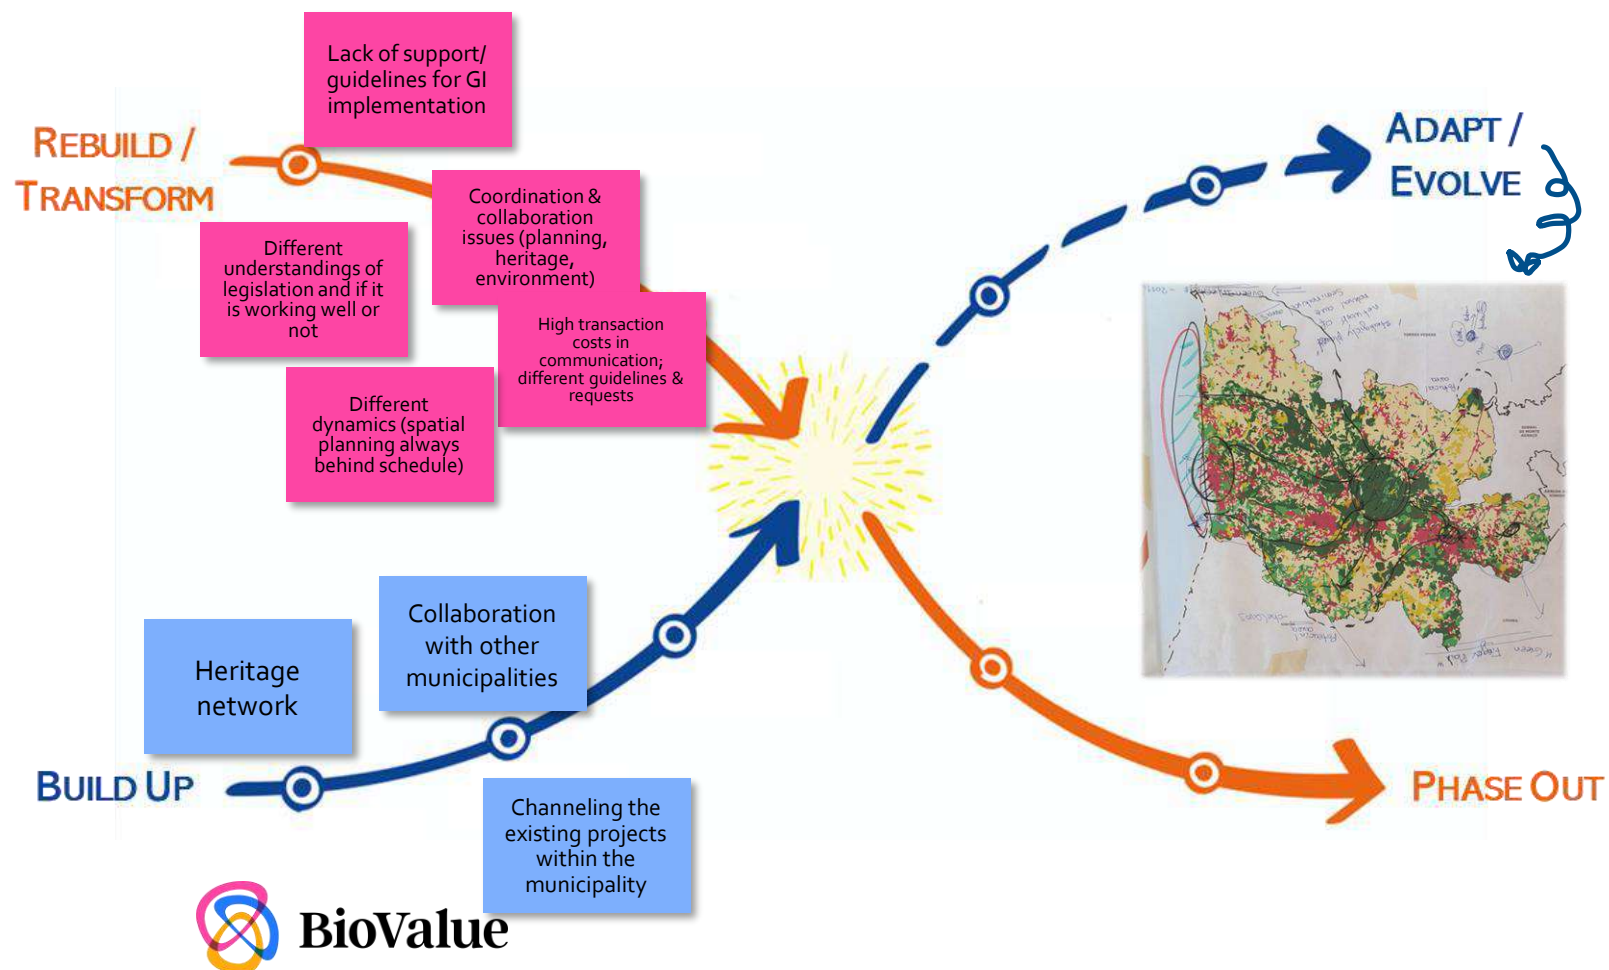 Lack of support/
guidelines for GI
implementation
REBUILD /
TRANSFORM
Coordination &
collaboration
issues (planning,
heritage,
environment)
Different
understandings of
legislation and if it
is working well or
not
High transaction
costs in
communication;
different guidelines &
requests
Different
dynamics (spatial
planning always
behind schedule)
ADAPT /
EVOLVE
Collaboration
with other
municipalities
Heritage
network
BUILD UP
Channeling the
existing projects
within the
municipality
PHASE OUT
BioValue